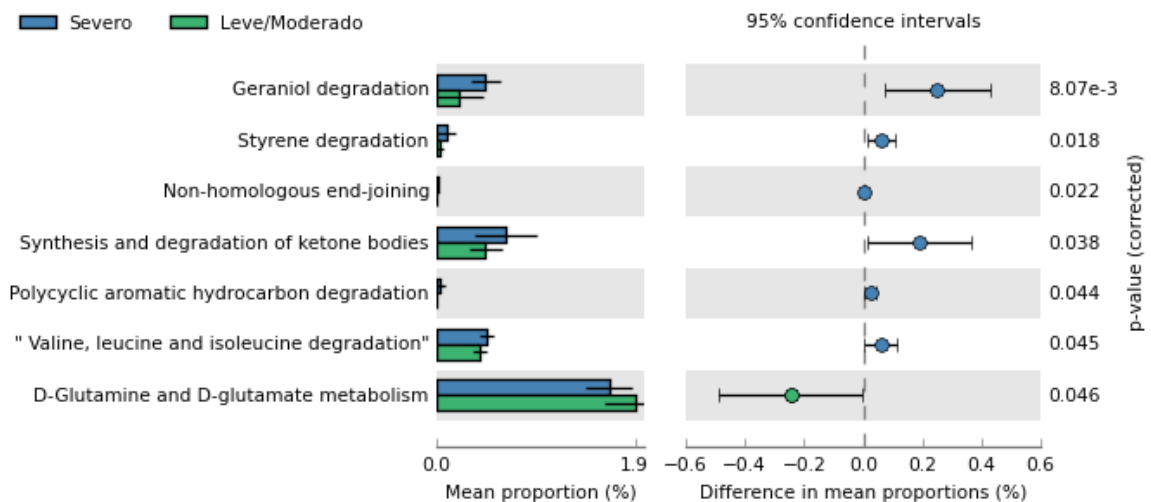 Severo
Leve/Moderado
95% confidence intervals
Geraniol degradation
8.07e-3
Styrene degradation
0.018
Non-homologous end-joining
0.022
Synthesis and degradation of ketone bodies
0.038
Polycyclic aromatic hydrocarbon degradation
0.044
" Valine, leucine and isoleucine degradation"
0.045
D-Glutamine and D-glutamate metabolism
0.046
p-value (corrected)
0.0 1.9
Mean proportion (%)
−0.6 −0.4 −0.2 0.0 0.2 0.4 0.6
Difference in mean proportions (%)